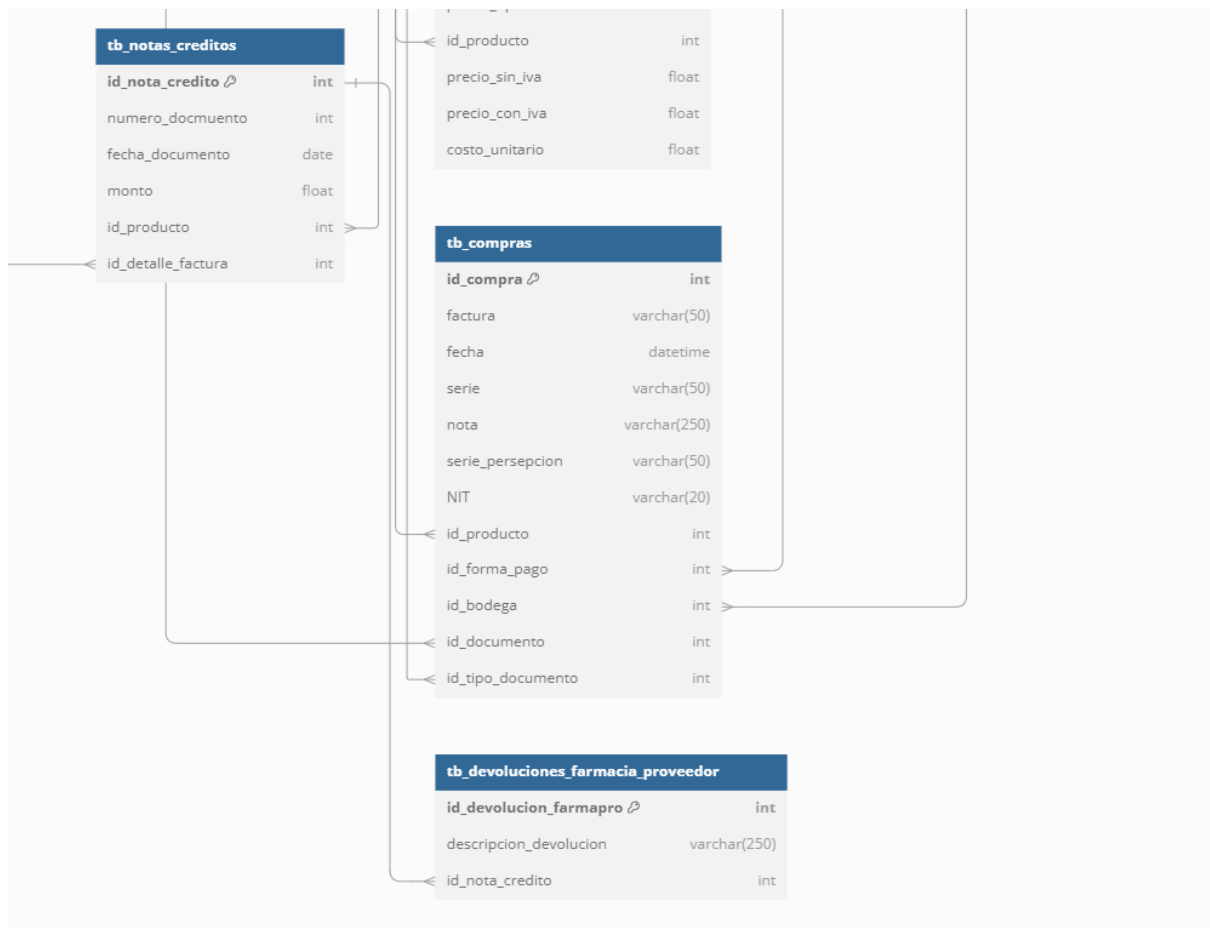 tb_notas_creditos
id_nota_credito int
numero_docmuento int
fecha_documento date
monto float
id_producto int
id_detalle_factura int
id_producto int
precio_sin_iva float
precio_con_iva float
costo_unitario float
tb_compras
id_compra int
factura varchar(50)
fecha datetime
serie varchar(50)
nota varchar(250)
serie_persepcion varchar(50)
NIT varchar(20)
id_producto int
id_forma_pago int
id_bodega int
id_documento int
id_tipo_documento int
tb_devoluciones_farmacia_proveedor
id_devolucion_farmapro int
descripcion_devolucion varchar(250)
id_nota_credito int